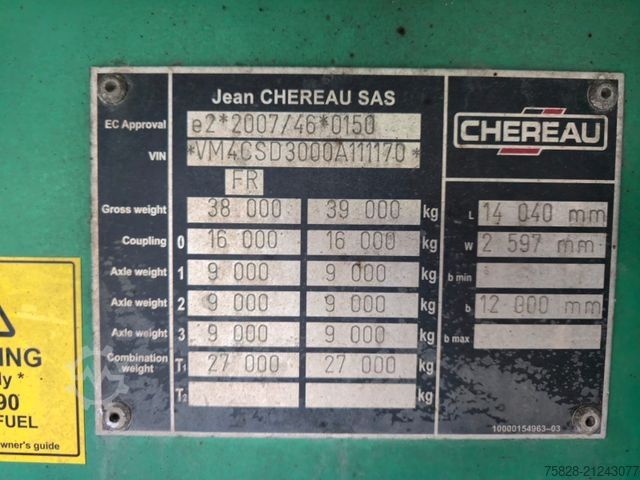 Jean CHEREAU SAS
EC Approval e2*2007/46*0150
VIN *VM4CSD3000A111170*
FR
CHEREAU
Gross weight 38 000 39 000 kg
Coupling 0 16 000 16 000 kg
Axle weight 1 9 000 9 000 kg
Axle weight 2 9 000 9 000 kg
Axle weight 3 9 000 9 000 kg
Combination weight T1 27 000 27 000 kg
T2 kg
L 14 040 mm
W 2 597 mm
b min
b 12 000 mm
b max
10000154963-03
NING
ly *
90
FUEL
wner's guide
75828-21243077